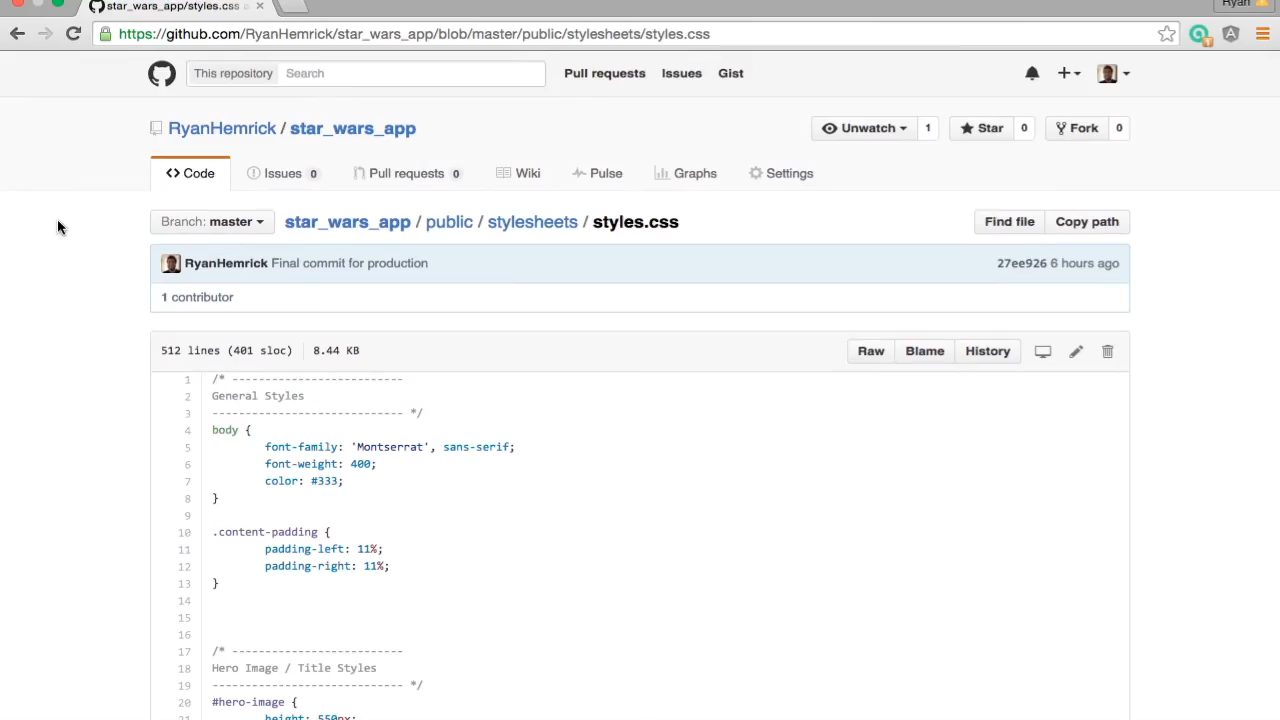 star_wars_app/styles.css
Ryan
https://github.com/RyanHemrick/star_wars_app/blob/master/public/stylesheets/styles.css
This repository Search Pull requests Issues Gist
RyanHemrick / star_wars_app
Unwatch 1 Star 0 Fork 0
Code Issues 0 Pull requests 0 Wiki Pulse Graphs Settings
Branch: master star_wars_app / public / stylesheets / styles.css Find file Copy path
RyanHemrick Final commit for production 27ee926 6 hours ago
1 contributor
512 lines (401 sloc) 8.44 KB Raw Blame History
1 /* --------------------------
2 General Styles
3 ----------------------------- */
4 body {
5 font-family: 'Montserrat', sans-serif;
6 font-weight: 400;
7 color: #333;
8 }
9
10 .content-padding {
11 padding-left: 11%;
12 padding-right: 11%;
13 }
14
15
16
17 /* --------------------------
18 Hero Image / Title Styles
19 ----------------------------- */
20 #hero-image {
21 height: 550px;